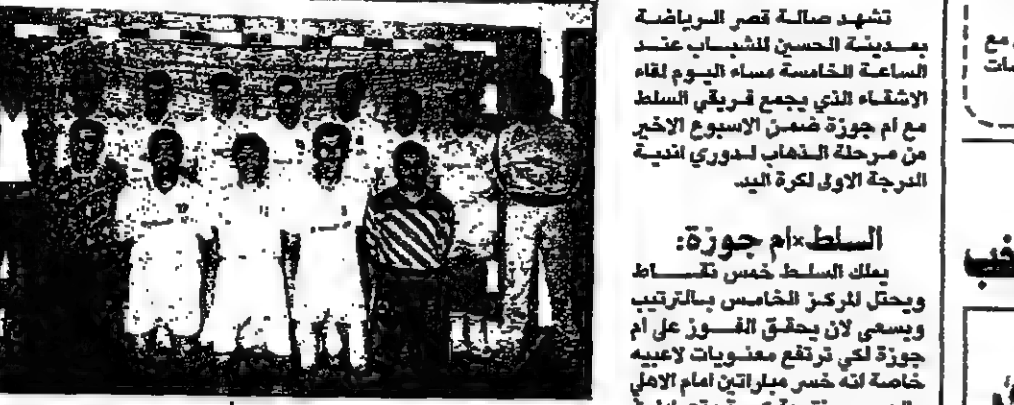 تشهد صالة قصر الرياضة
بمدينة الحسين للشباب عند
الساعة الخامسة مساء اليوم لقاء
الاشقاء الذي يجمع فريقي السلط
مع ام جوزة ضمن الاسبوع الاخير
من مرحلة الذهاب لدوري اندية
الدرجة الاولى لكرة اليد.
السلط×ام جوزة:
يملك السلط خمس نقاط
ويحتل المركز الخامس بالترتيب
ويسعى لان يحقق الفوز على ام
جوزة لكي ترتفع معنويات لاعبيه
خاصة انه خسر مباراتين امام الاهلي
مع